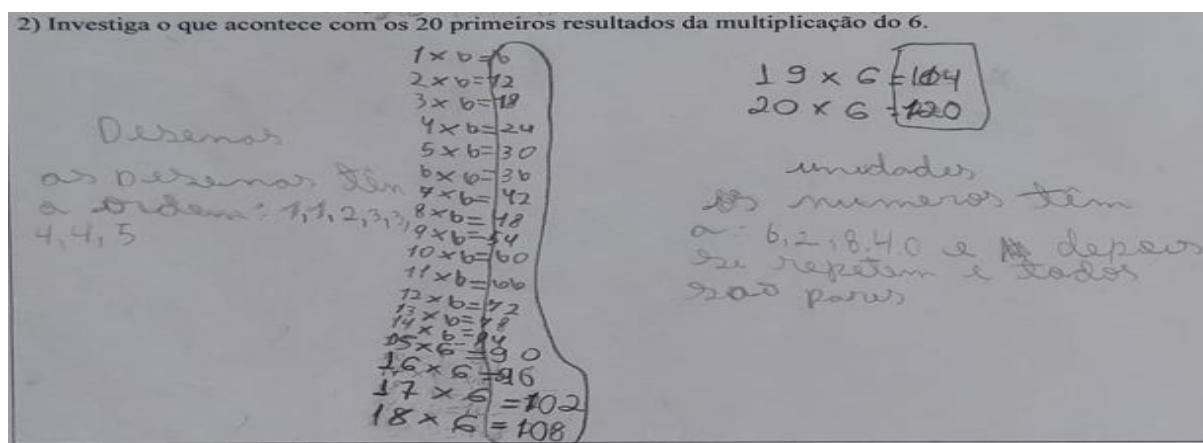 2) Investiga o que acontece com os 20 primeiros resultados da multiplicação do 6.
1 × 6 = 6
2 × 6 = 12
3 × 6 = 18
4 × 6 = 24
5 × 6 = 30
6 × 6 = 36
7 × 6 = 42
8 × 6 = 48
9 × 6 = 54
10 × 6 = 60
11 × 6 = 66
12 × 6 = 72
13 × 6 = 78
14 × 6 = 84
15 × 6 = 90
16 × 6 = 96
17 × 6 = 102
18 × 6 = 108
19 × 6 = 114
20 × 6 = 120
Desenas
as Desenas têm
a ordem: 1,1,2,3,3,
4,4,5
unidades
os numeros têm
a: 6,2,8,4,0 e depois
se repetem e todos
são pares